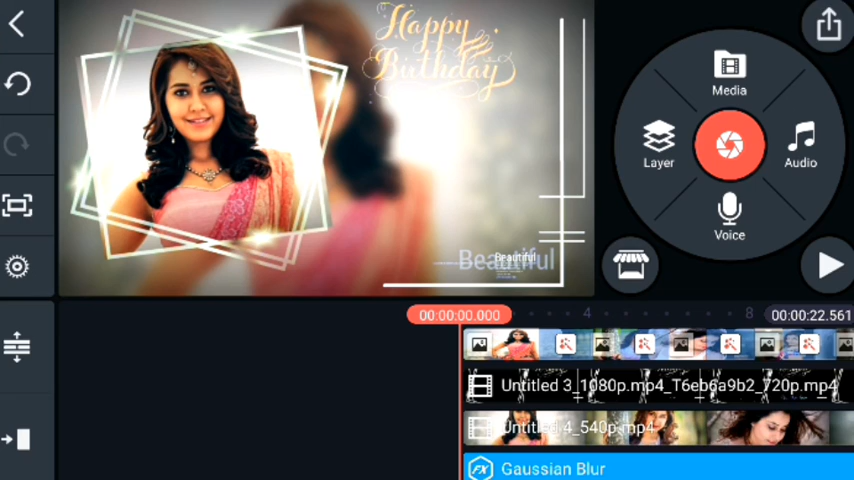 Happy
Birthday
Beautiful
Beautiful
Media
Layer
Audio
Voice
00:00:00.000
4
8
00:00:22.561
Untitled 3_1080p.mp4_T6eb6a9b2_720p.mp4
Untitled 4_540p.mp4
FX
Gaussian Blur